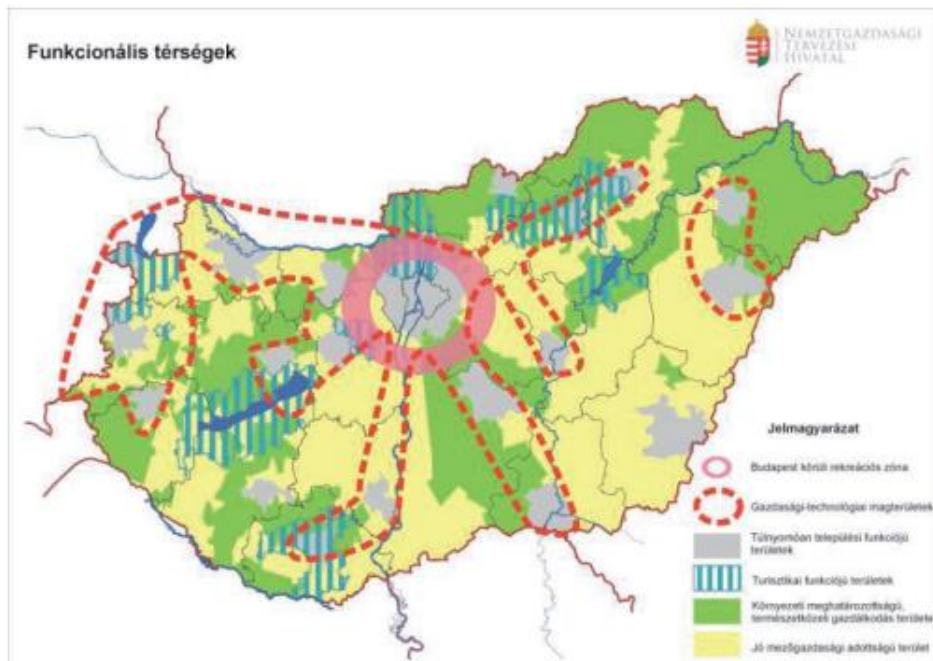 Funkcionális térségek
NEMZETGAZDASÁGI
TERVEZÉSI
HIVATAL
Jelmagyarázat
Budapest körüli rekreációs zóna
Gazdasági-technológiai magterületek
Túlnyomóan települési funkciójú
területek
Turisztikai funkciójú területek
Környezeti meghatározottságú,
természetközeli gazdálkodás területe
Jó mezőgazdasági adottságú terület